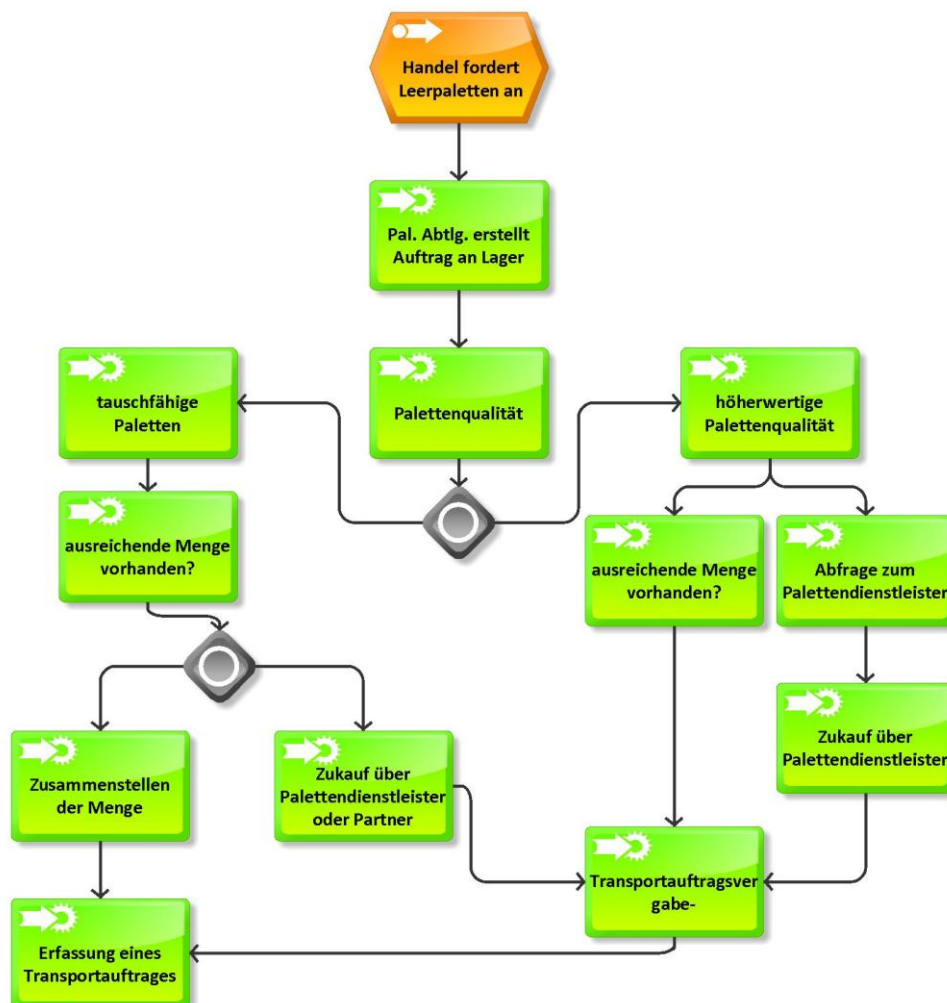 Handel fordert
Leerpaletten an
Pal. Abtlg. erstellt
Auftrag an Lager
tauschfähige
Paletten
Palettenqualität
höherwertige
Palettenqualität
ausreichende Menge
vorhanden?
ausreichende Menge
vorhanden?
Abfrage zum
Palettendienstleister
Zusammenstellen
der Menge
Zukauf über
Palettendienstleister
oder Partner
Zukauf über
Palettendienstleister
Transportauftragsver
gabe-
Erfassung eines
Transportauftrages